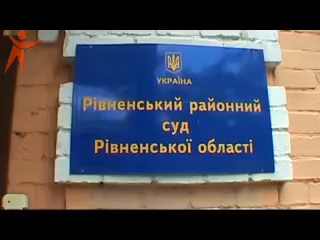 УКРАЇНА
Рівненський районний
суд
Рівненської області